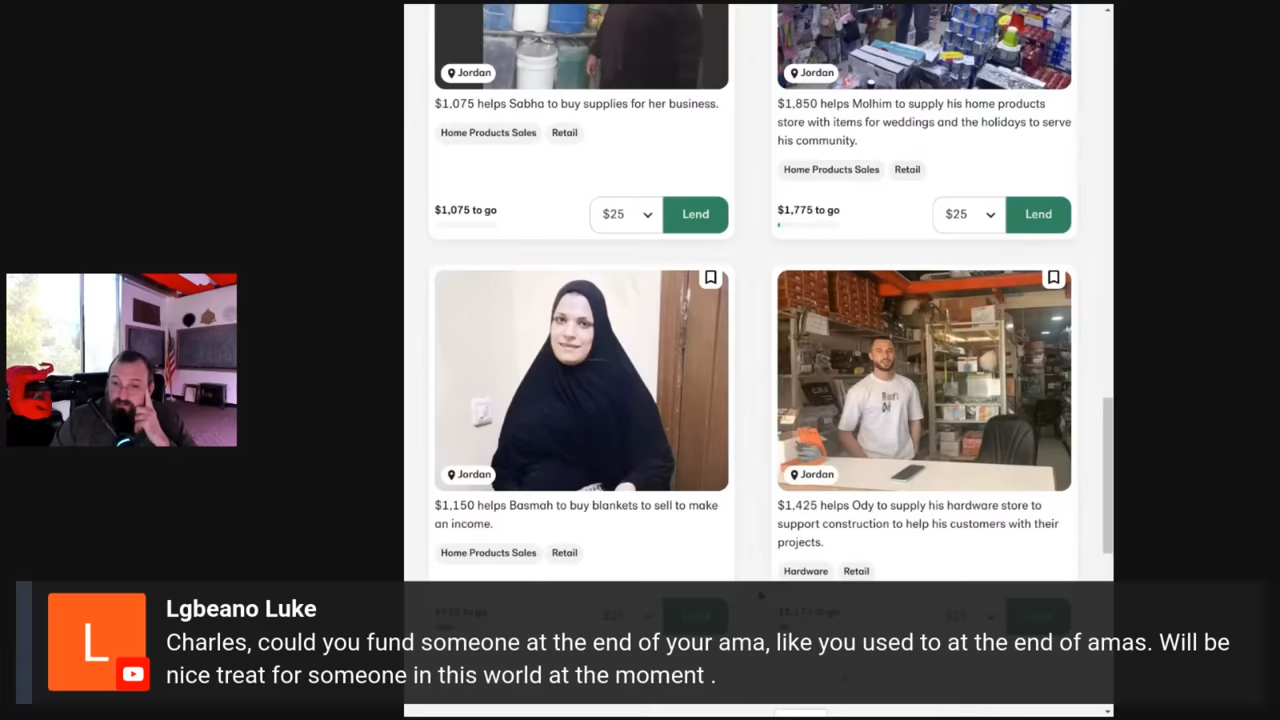 Jordan
Jordan
$1,075 helps Sabha to buy supplies for her business.
Home Products Sales
Retail
$1,075 to go
$25
Lend
$1,850 helps Molhim to supply his home products
store with items for weddings and the holidays to serve
his community.
Home Products Sales
Retail
$1,775 to go
$25
Lend
Jordan
$1,150 helps Basmah to buy blankets to sell to make
an income.
Home Products Sales
Retail
Jordan
$1,425 helps Ody to supply his hardware store to
support construction to help his customers with their
projects.
Hardware
Retail
L
Lgbeano Luke
Charles, could you fund someone at the end of your ama, like you used to at the end of amas. Will be
nice treat for someone in this world at the moment .